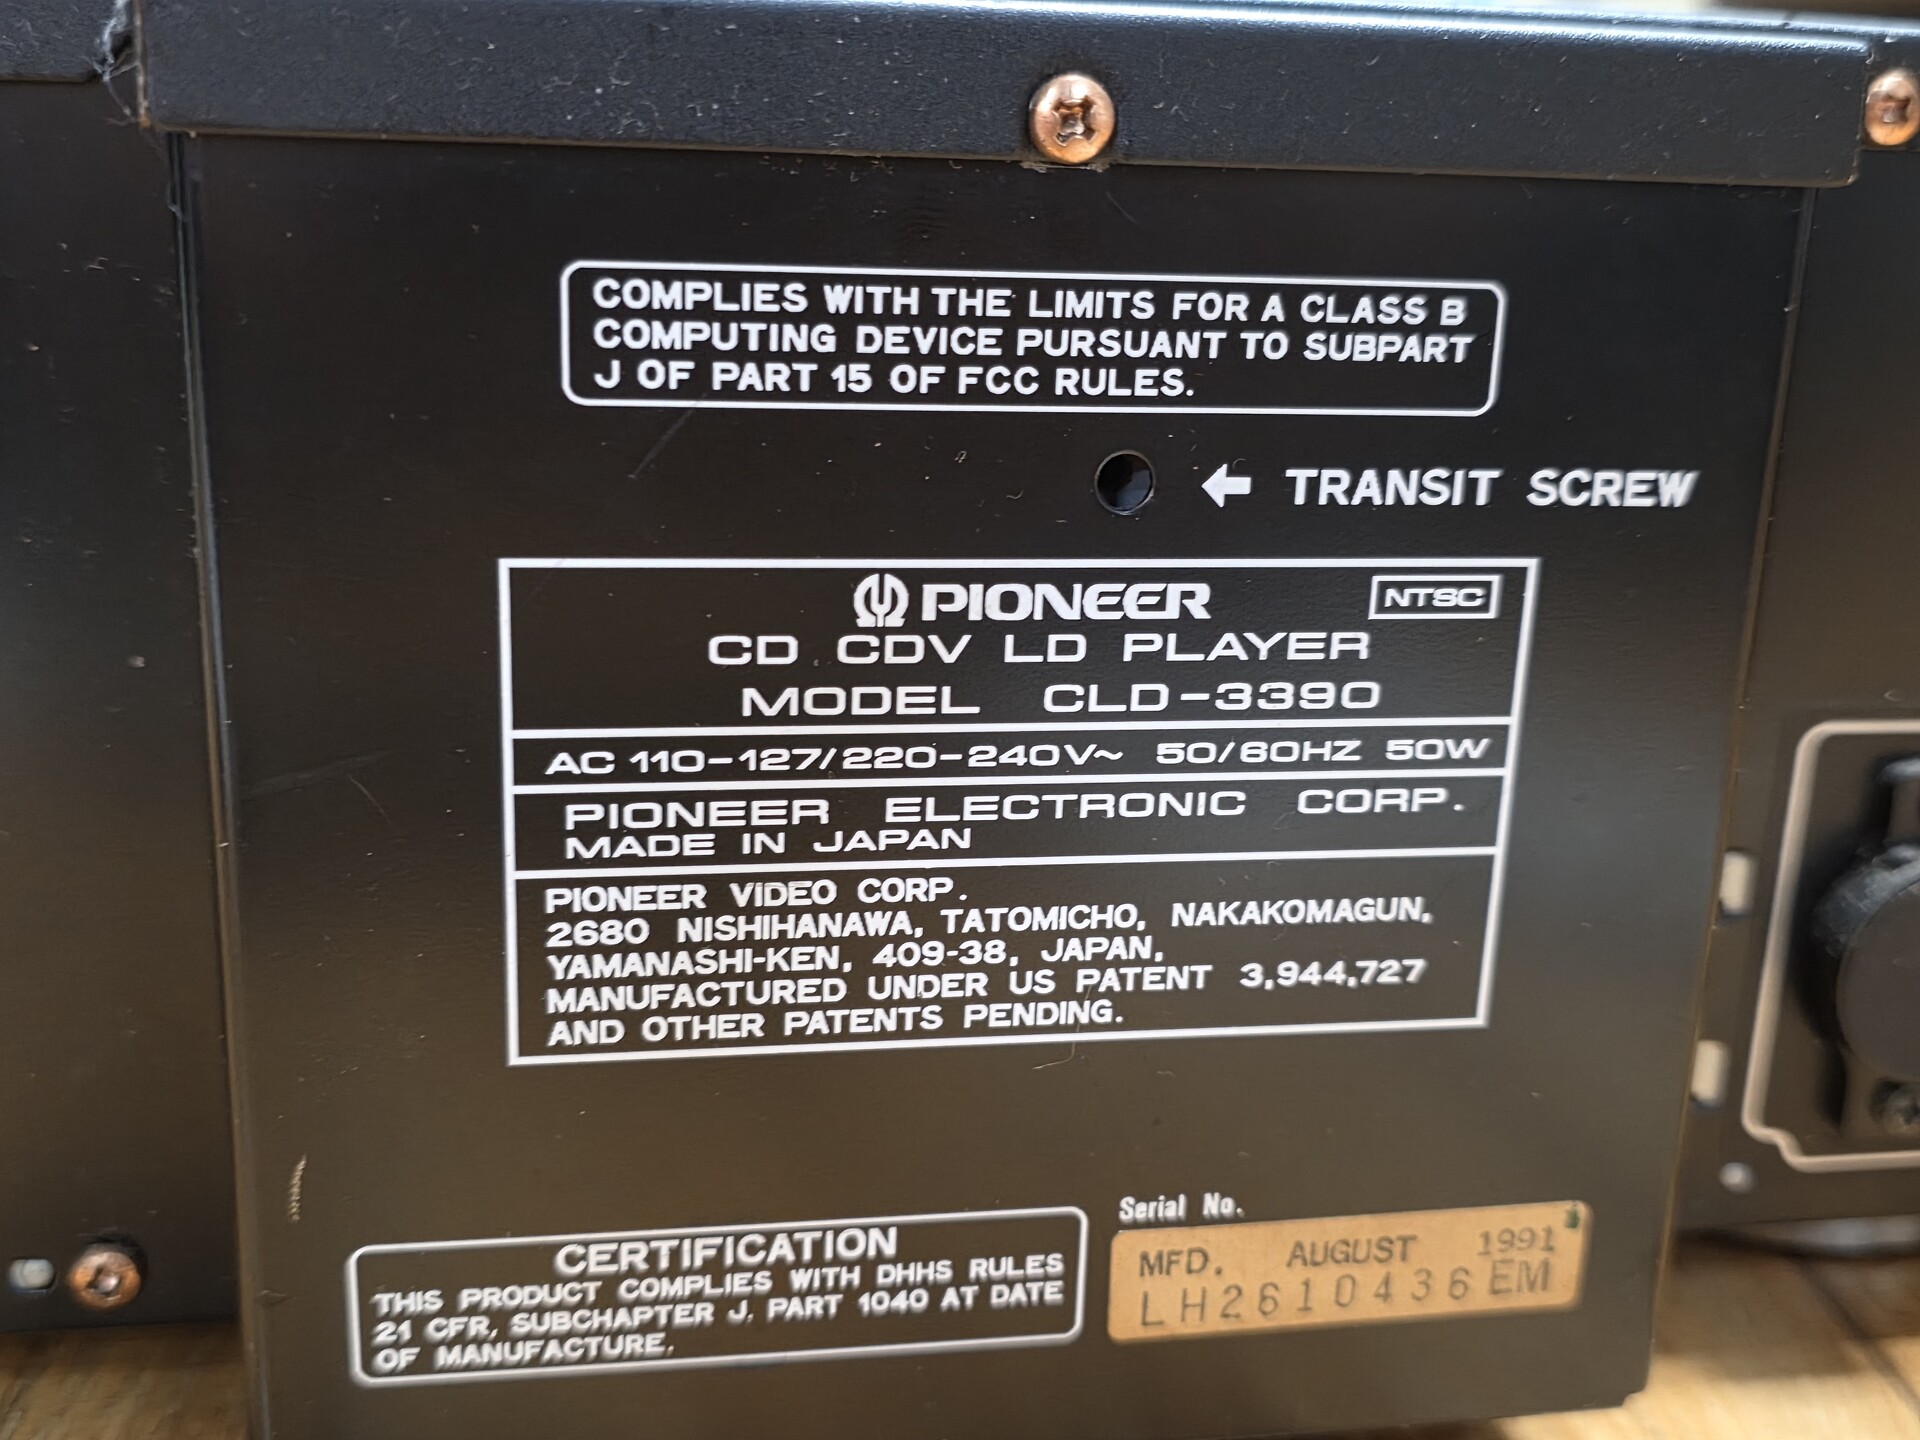 COMPLIES WITH THE LIMITS FOR A CLASS B
COMPUTING DEVICE PURSUANT TO SUBPART
J OF PART 15 OF FCC RULES.
← TRANSIT SCREW
PIONEER NTSC
CD CDV LD PLAYER
MODEL CLD-3390
AC 110-127/220-240V~ 50/60HZ 50W
PIONEER ELECTRONIC CORP.
MADE IN JAPAN
PIONEER VIDEO CORP.
2680 NISHIHANAWA, TATOMICHO, NAKAKOMAGUN,
YAMANASHI-KEN, 409-38, JAPAN,
MANUFACTURED UNDER US PATENT 3,944,727
AND OTHER PATENTS PENDING.
CERTIFICATION
THIS PRODUCT COMPLIES WITH DHHS RULES
21 CFR, SUBCHAPTER J, PART 1040 AT DATE
OF MANUFACTURE.
Serial No.
MFD. AUGUST 1991
LH2610436EM